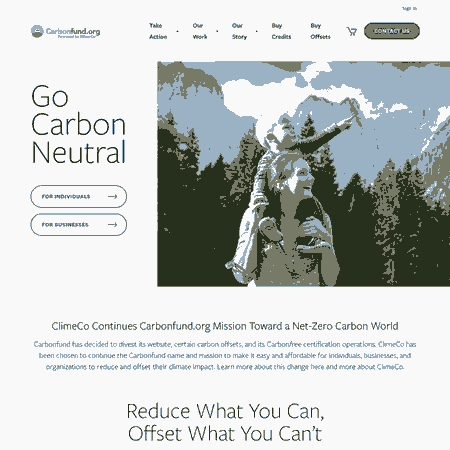 Sign In
Carbonfund.org
Powered by ClimeCo
Take Action
Our Work
Our Story
Buy Credits
Buy Offsets
CONTACT US
Go
Carbon
Neutral
FOR INDIVIDUALS
FOR BUSINESSES
ClimeCo Continues Carbonfund.org Mission Toward a Net-Zero Carbon World
Carbonfund has decided to divest its website, certain carbon offsets, and its Carbonfree certification operations. ClimeCo has
been chosen to continue the Carbonfund name and mission to make it easy and affordable for individuals, businesses, and
organizations to reduce and offset their climate impact. Learn more about this change here and more about ClimeCo.
Reduce What You Can,
Offset What You Can't